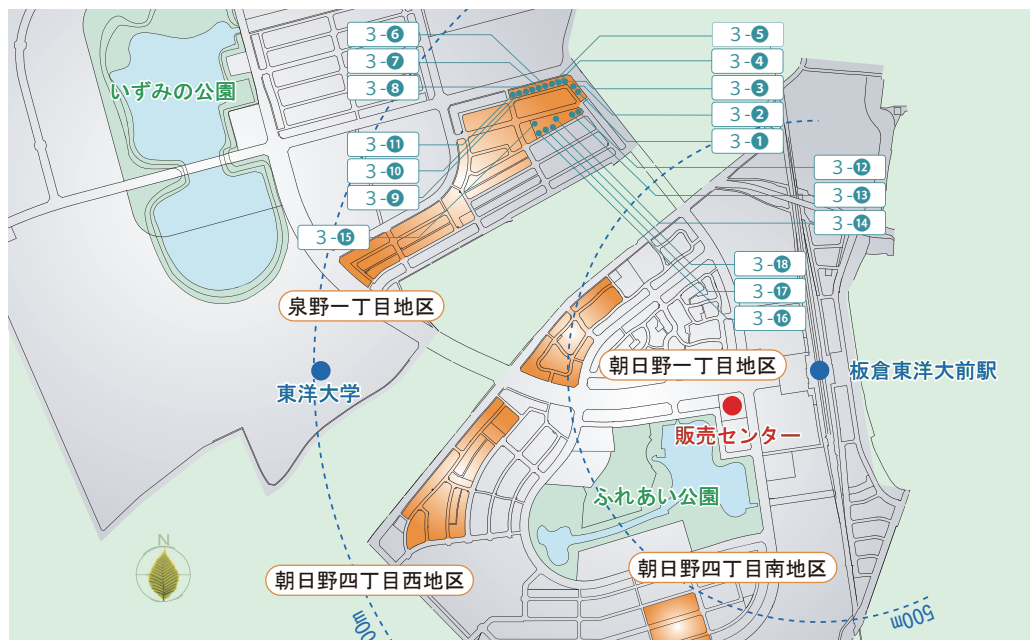 3-❻
3-❼
3-❽
3-❺
3-❹
3-❸
3-❷
3-❶
いずみの公園
3-⓫
3-❿
3-❾
3-⓬
3-⓭
3-⓮
3-⓯
3-⓲
3-⓱
3-⓰
泉野一丁目地区
東洋大学
朝日野一丁目地区
板倉東洋大前駅
販売センター
ふれあい公園
N
朝日野四丁目西地区
朝日野四丁目南地区
500m